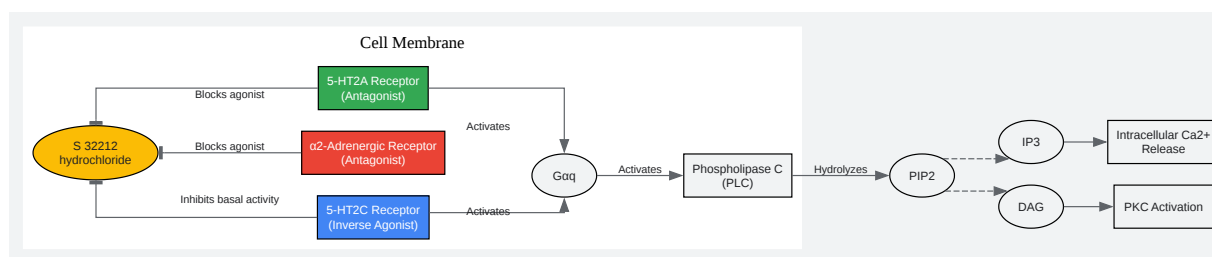 Cell Membrane
5-HT2A Receptor
(Antagonist)
Blocks agonist
Activates
S 32212
hydrochloride
Blocks agonist
α2-Adrenergic Receptor
(Antagonist)
Inhibits basal activity
5-HT2C Receptor
(Inverse Agonist)
Activates
Gαq
Activates
Phospholipase C
(PLC)
Hydrolyzes
PIP2
IP3
Intracellular Ca2+
Release
DAG
PKC Activation